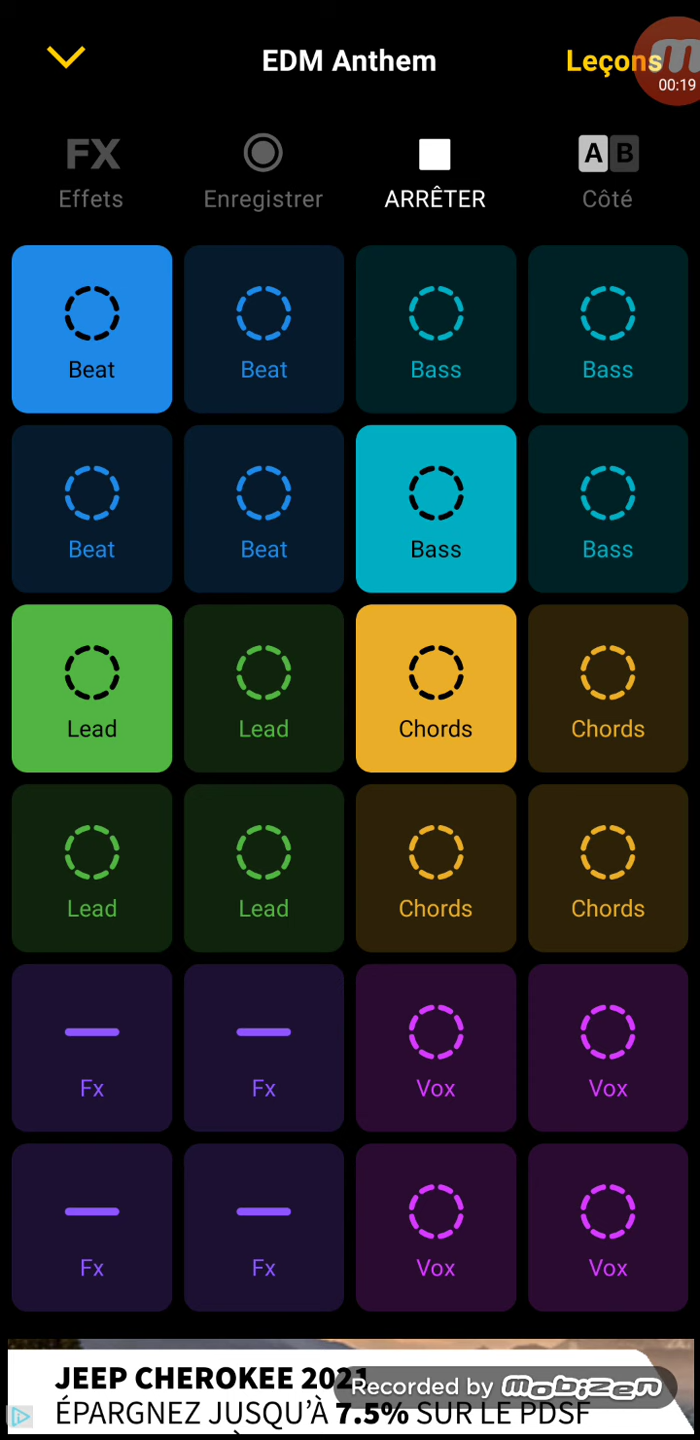 EDM Anthem
Leçons
00:19
FX
A B
Effets Enregistrer ARRÊTER Côté
Beat Beat Bass Bass
Beat Beat Bass Bass
Lead Lead Chords Chords
Lead Lead Chords Chords
Fx Fx Vox Vox
Fx Fx Vox Vox
JEEP CHEROKEE 2021
Recorded by mobizen
ÉPARGNEZ JUSQU'À 7.5% SUR LE PDSF